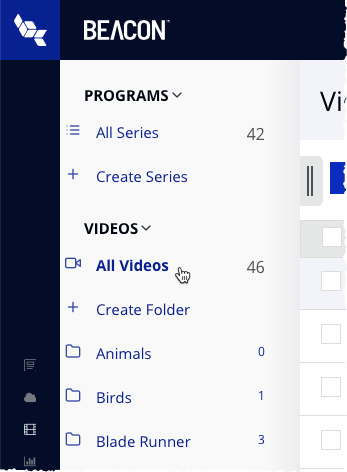 BEACON
PROGRAMS
All Series 42
Create Series
VIDEOS
All Videos 46
Create Folder
Animals 0
Birds 1
Blade Runner 3